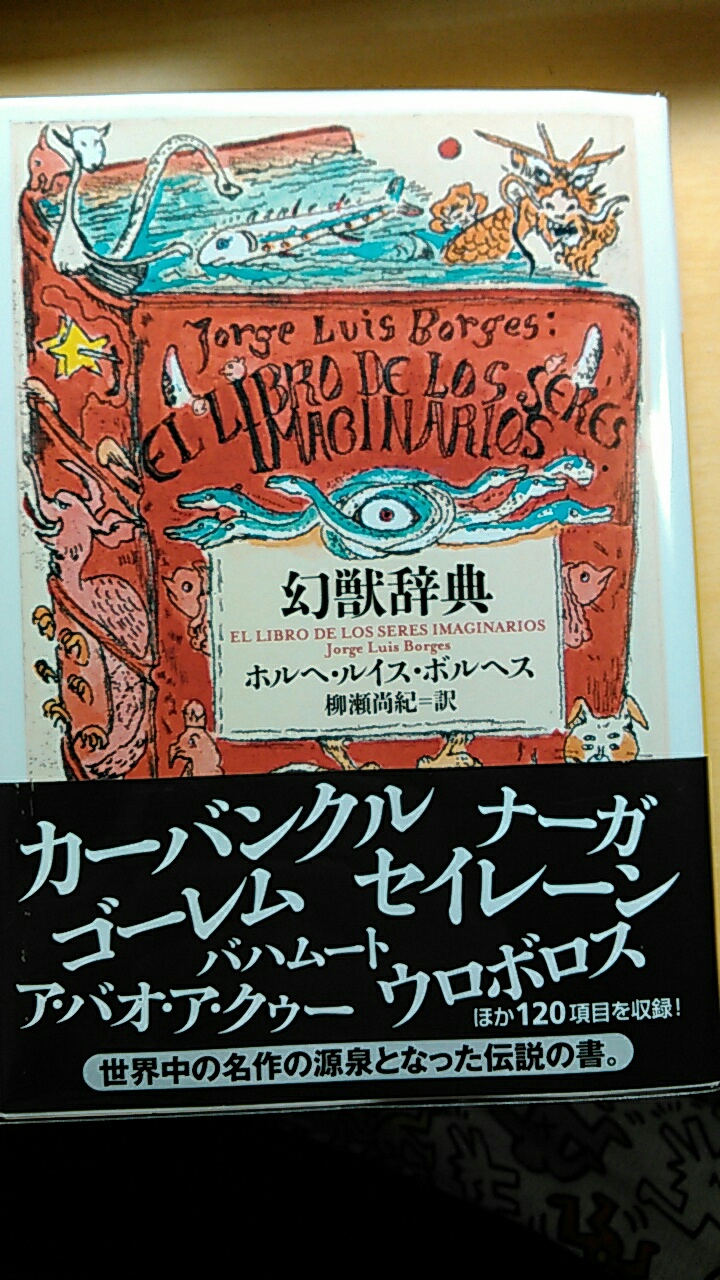 Jorge Luis Borges:
EL LIBRO DE LOS SERES
IMAGINARIOS
幻獣辞典
EL LIBRO DE LOS SERES IMAGINARIOS
Jorge Luis Borges
ホルヘ・ルイス・ボルヘス
柳瀬尚紀=訳
カーバンクル ナーガ
ゴーレム セイレーン
バハムート
ア・バオ・ア・クゥー ウロボロス
ほか120項目を収録!
世界中の名作の源泉となった伝説の書。